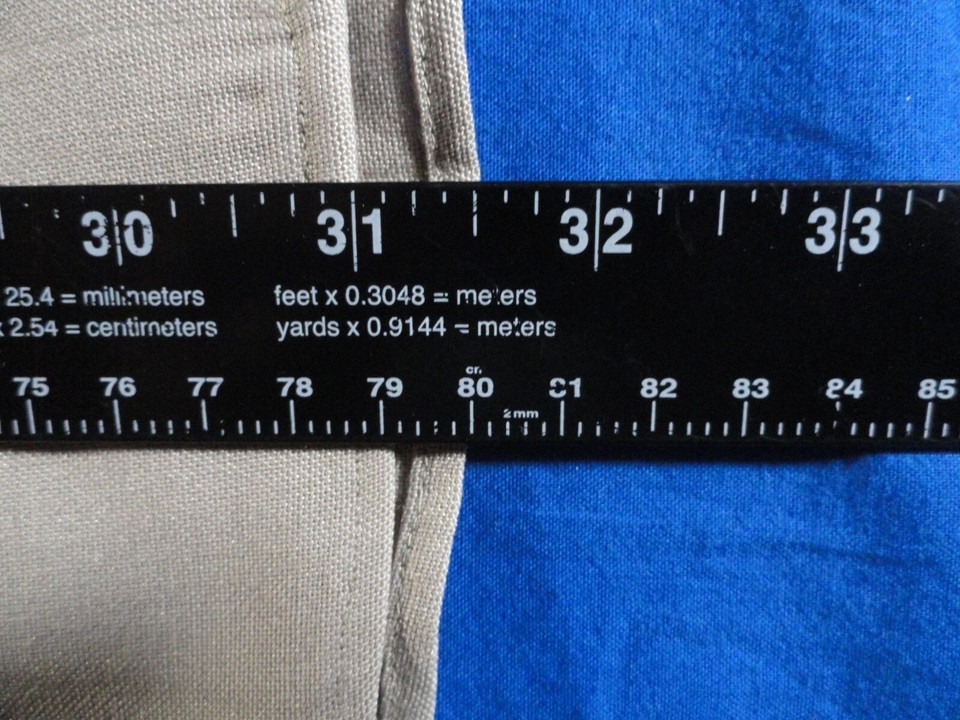 30 31 32 33
25.4 = millimeters feet x 0.3048 = meters
x 2.54 = centimeters yards x 0.9144 = meters
cm
75 76 77 78 79 80 81 82 83 84 85
2mm